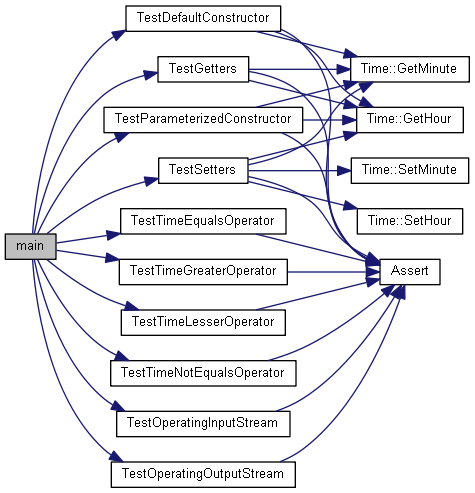 TestDefaultConstructor
TestGetters
Time::GetMinute
TestParameterizedConstructor
Time::GetHour
TestSetters
Time::SetMinute
TestTimeEqualsOperator
Time::SetHour
main
TestTimeGreaterOperator
Assert
TestTimeLesserOperator
TestTimeNotEqualsOperator
TestOperatingInputStream
TestOperatingOutputStream